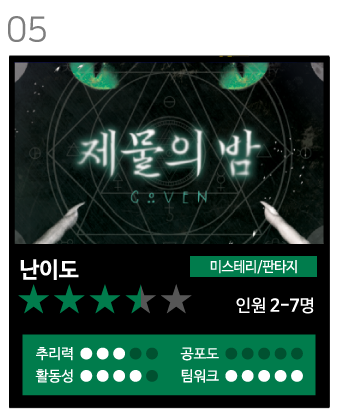 05
제물의 밤
COVEN
난이도
미스테리/판타지
인원 2-7명
추리력
공포도
활동성
팀워크